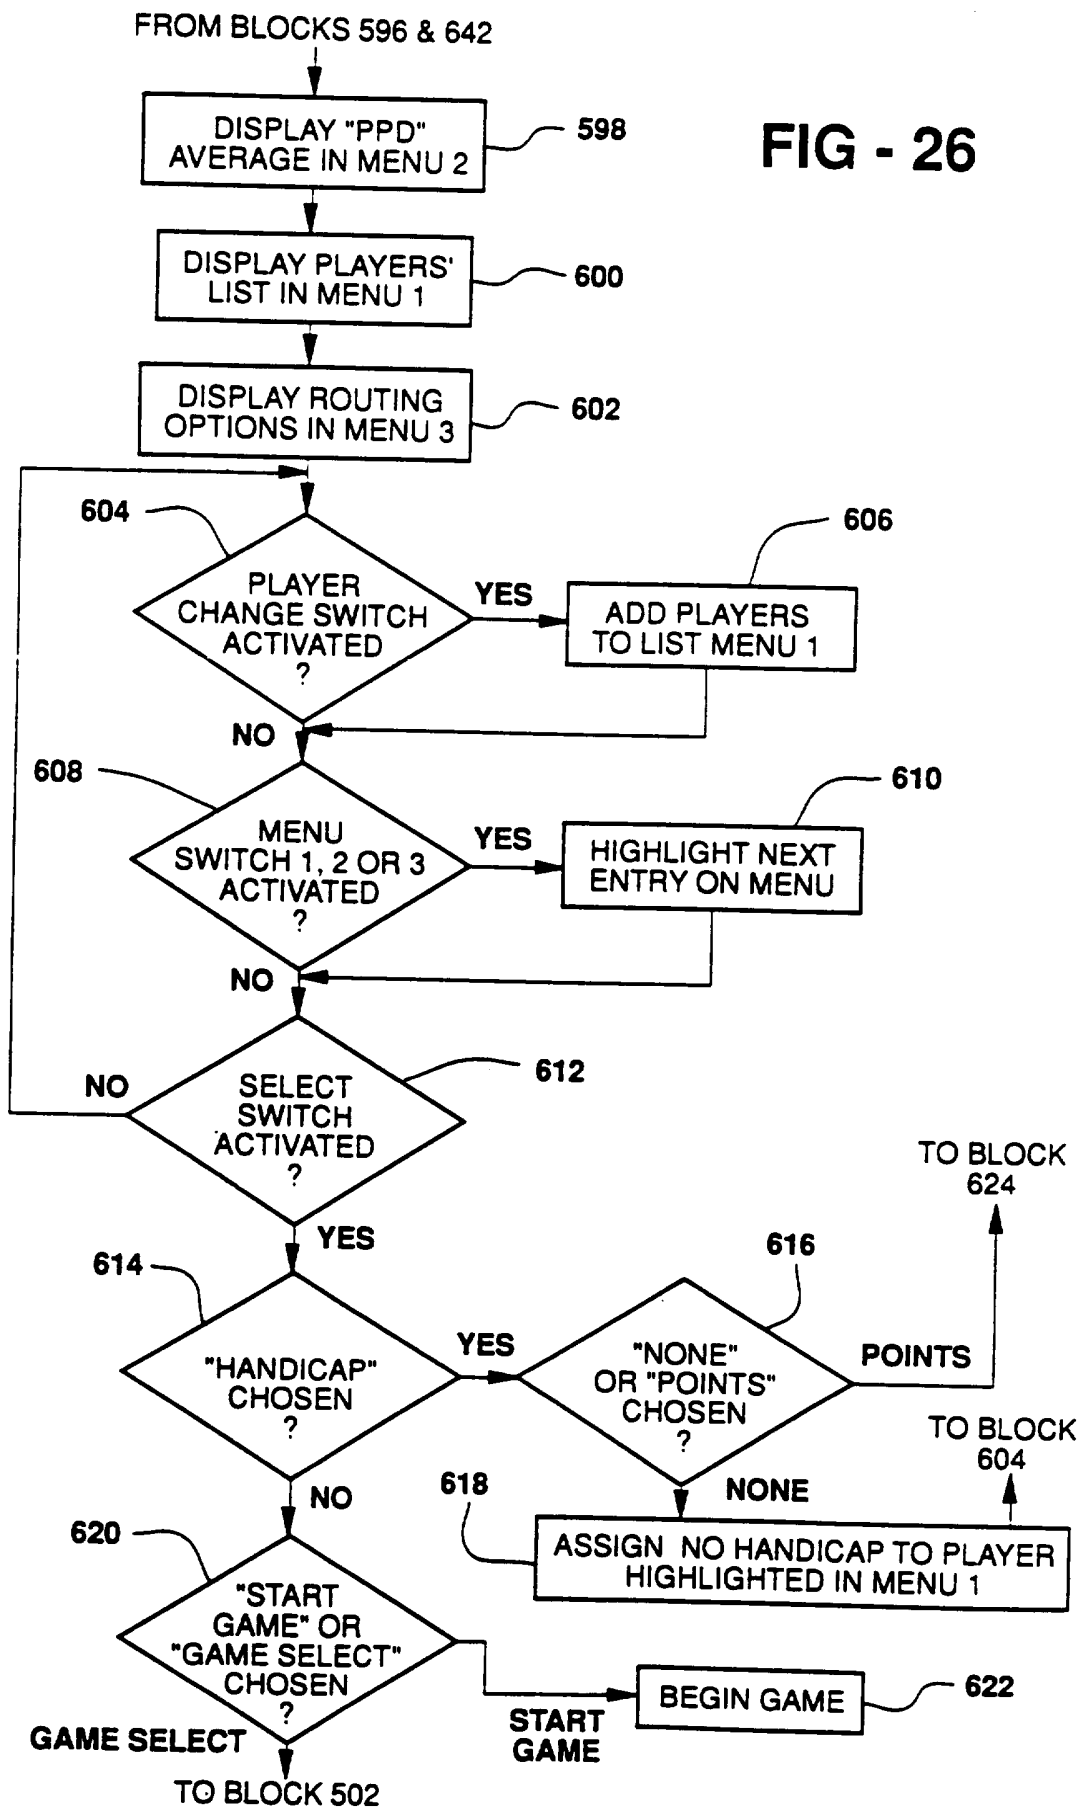 FROM BLOCKS 596 & 642
DISPLAY "PPD"
AVERAGE IN MENU 2
598
FIG - 26
DISPLAY PLAYERS'
LIST IN MENU 1
600
DISPLAY ROUTING
OPTIONS IN MENU 3
602
604
PLAYER
CHANGE SWITCH
ACTIVATED
?
YES
606
ADD PLAYERS
TO LIST MENU 1
NO
608
MENU
SWITCH 1, 2 OR 3
ACTIVATED
?
YES
610
HIGHLIGHT NEXT
ENTRY ON MENU
NO
612
NO
SELECT
SWITCH
ACTIVATED
?
TO BLOCK
624
YES
614
"HANDICAP"
CHOSEN
?
YES
616
"NONE"
OR "POINTS"
CHOSEN
?
POINTS
TO BLOCK
604
NO
NONE
618
ASSIGN NO HANDICAP TO PLAYER
HIGHLIGHTED IN MENU 1
620
"START
GAME" OR
"GAME SELECT"
CHOSEN
?
START
GAME
BEGIN GAME
622
GAME SELECT
TO BLOCK 502